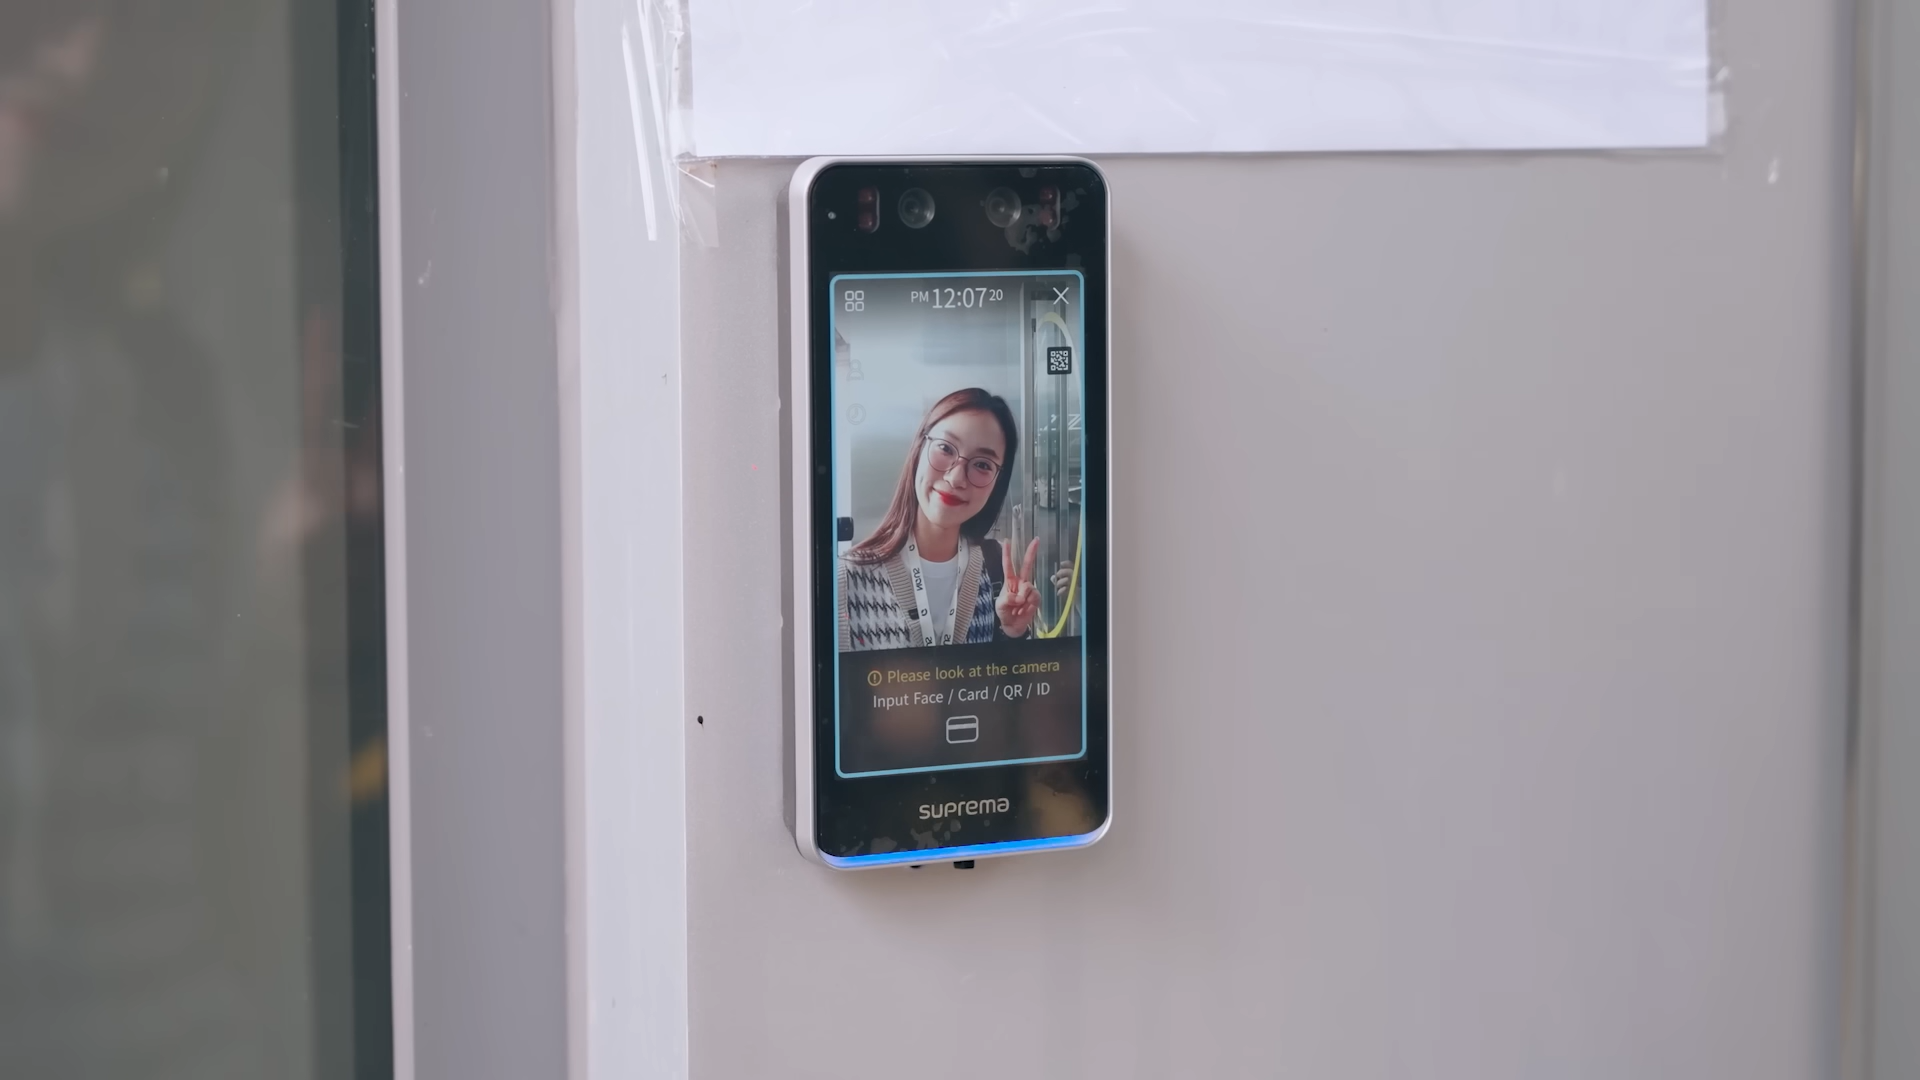 PM 12:07 20
Please look at the camera
Input Face / Card / QR / ID
suprema